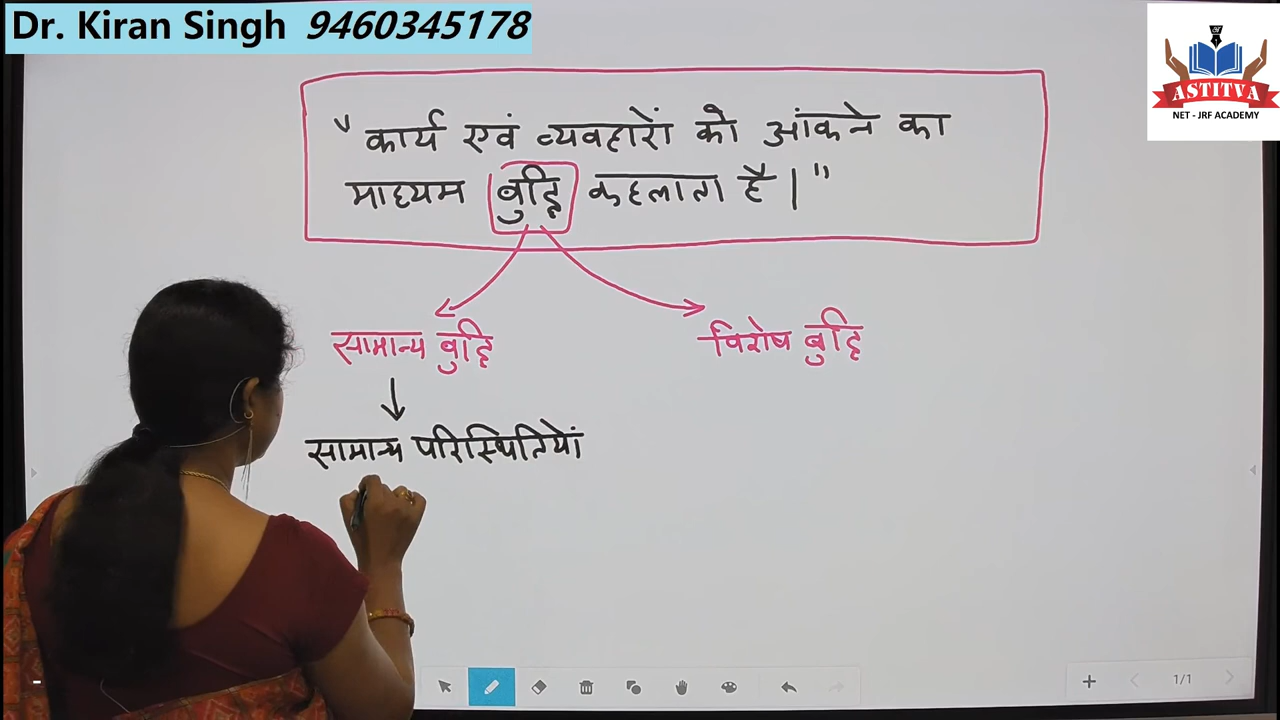 Dr. Kiran Singh 9460345178
ASTITVA
NET - JRF ACADEMY
"कार्य एवं व्यवहारों को आंकने का
माध्यम बुद्धि कहलाता है।"
सामान्य बुद्धि
विशेष बुद्धि
सामान्य परिस्थितियों
1/1